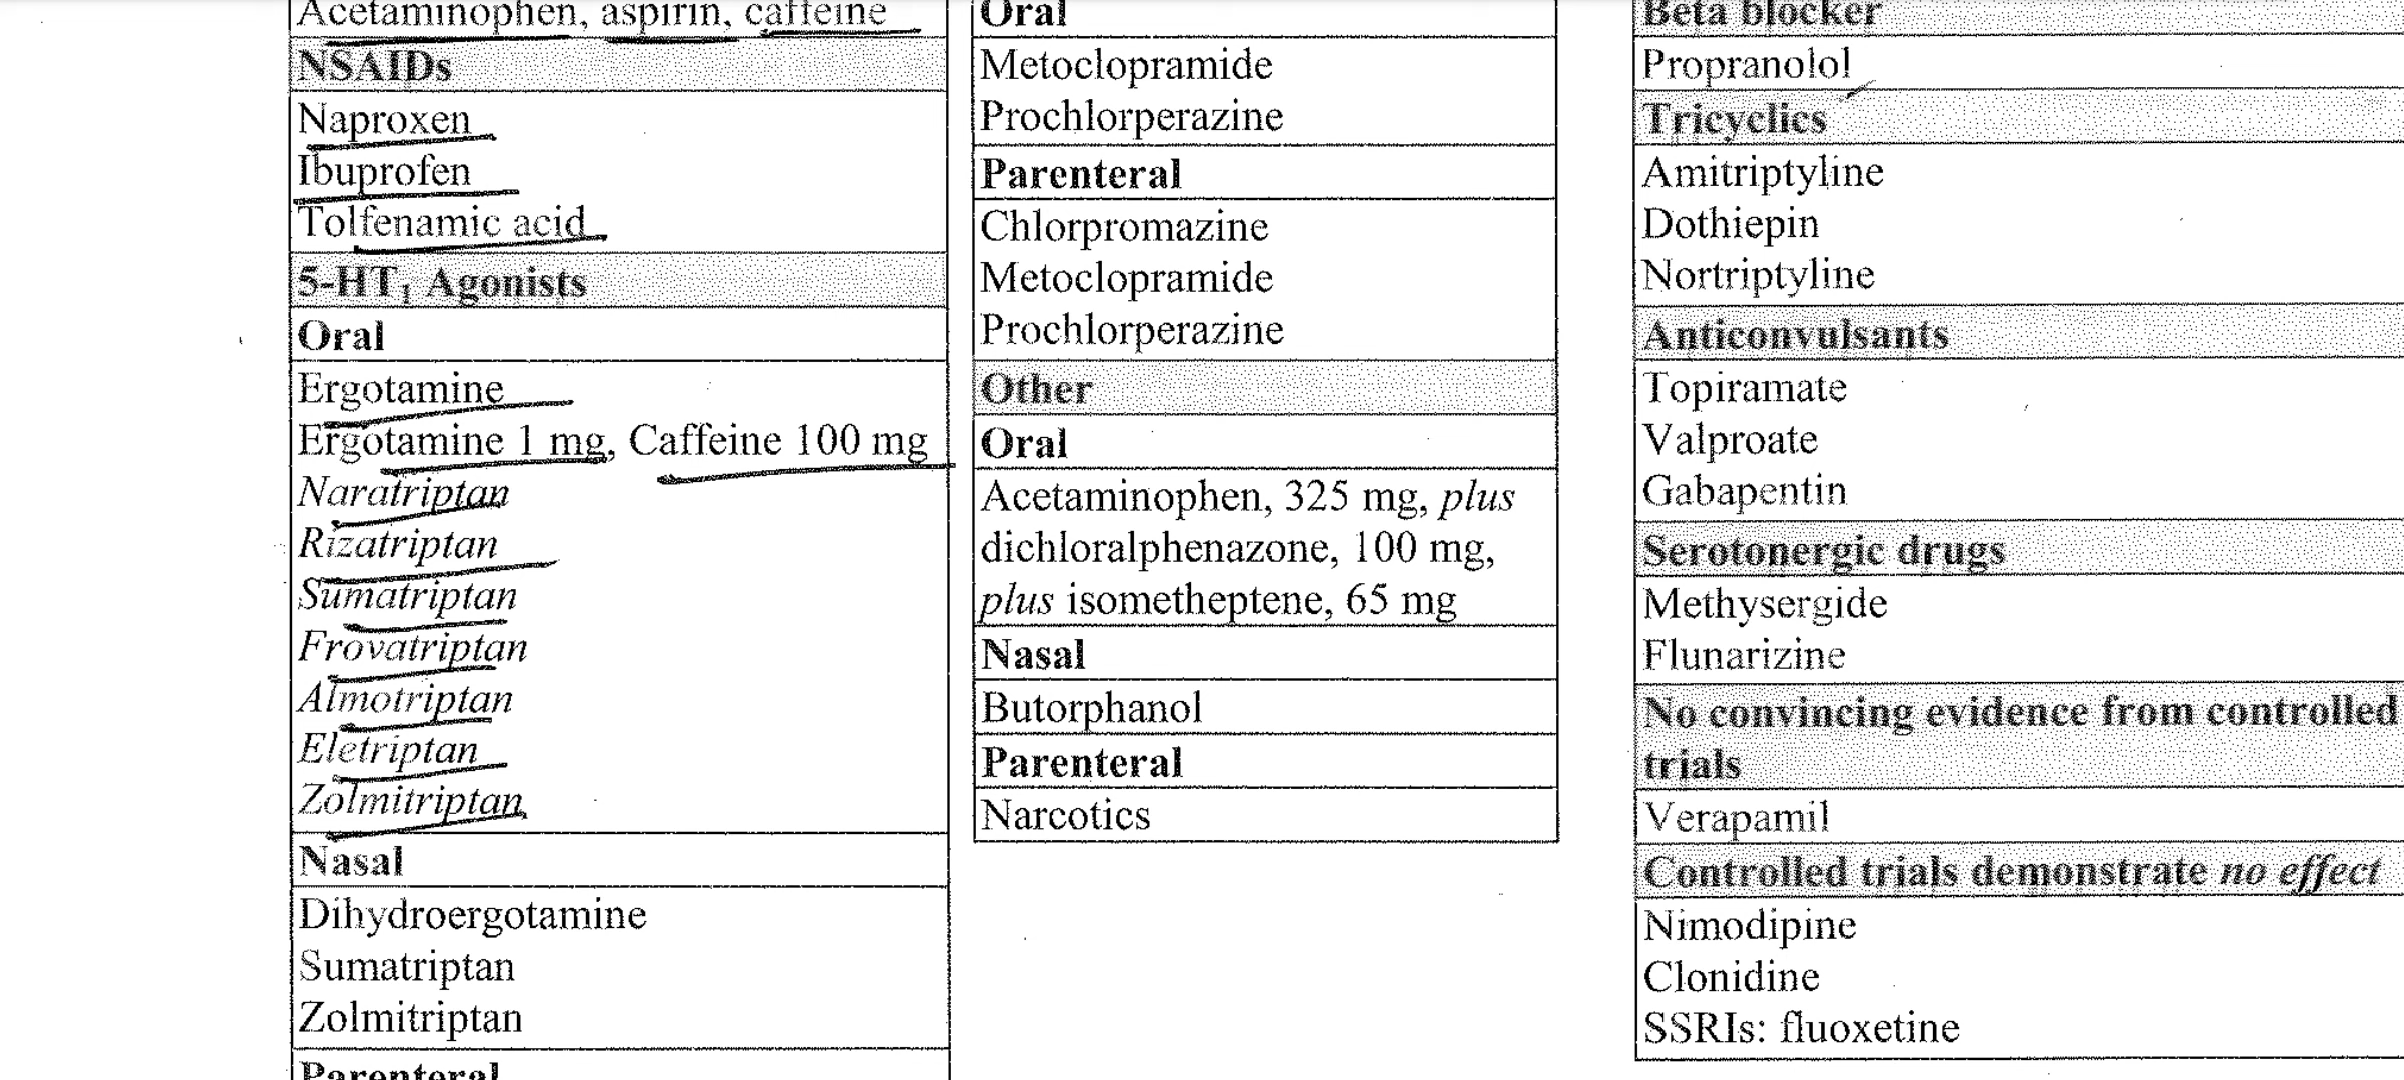 Acetaminophen, aspirin, caffeine
NSAIDs
Naproxen
Ibuprofen
Tolfenamic acid
5-HT₁ Agonists
Oral
Ergotamine
Ergotamine 1 mg, Caffeine 100 mg
Naratriptan
Rizatriptan
Sumatriptan
Frovatriptan
Almotriptan
Eletriptan
Zolmitriptan
Nasal
Dihydroergotamine
Sumatriptan
Zolmitriptan
Parenteral
Oral
Metoclopramide
Prochlorperazine
Parenteral
Chlorpromazine
Metoclopramide
Prochlorperazine
Other
Oral
Acetaminophen, 325 mg, plus
dichloralphenazone, 100 mg,
plus isometheptene, 65 mg
Nasal
Butorphanol
Parenteral
Narcotics
Beta blocker
Propranolol
Tricyclics
Amitriptyline
Dothiepin
Nortriptyline
Anticonvulsants
Topiramate
Valproate
Gabapentin
Serotonergic drugs
Methysergide
Flunarizine
No convincing evidence from controlled
trials
Verapamil
Controlled trials demonstrate no effect
Nimodipine
Clonidine
SSRIs: fluoxetine